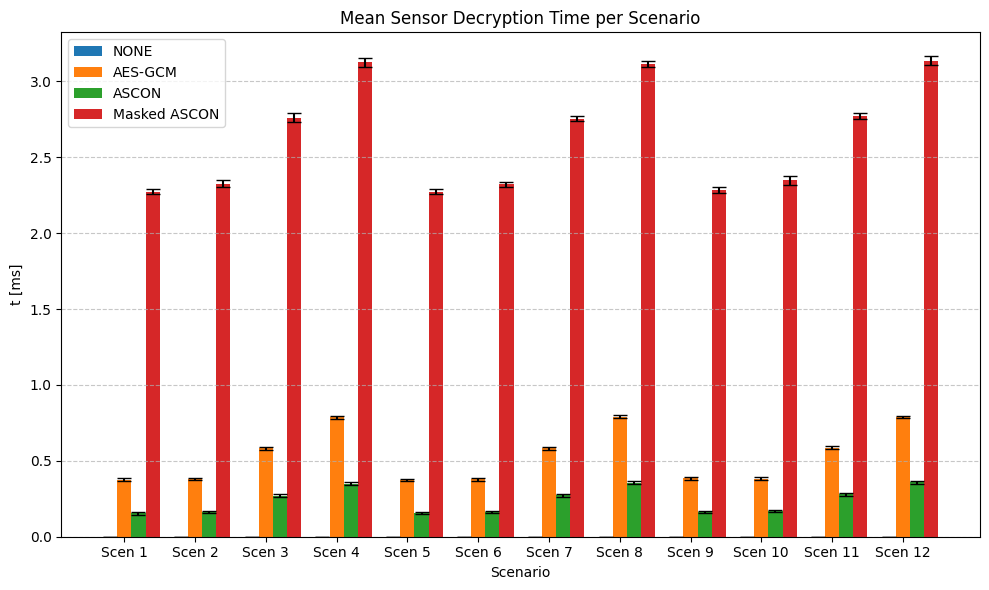 Mean Sensor Decryption Time per Scenario
NONE
AES-GCM
ASCON
Masked ASCON
t [ms]
3.0
2.5
2.0
1.5
1.0
0.5
0.0
Scen 1 Scen 2 Scen 3 Scen 4 Scen 5 Scen 6 Scen 7 Scen 8 Scen 9 Scen 10 Scen 11 Scen 12
Scenario